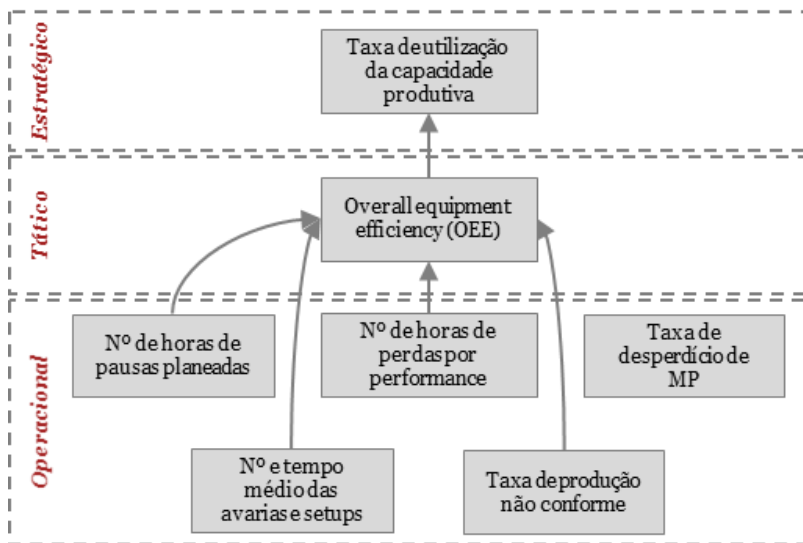 Estratégico
Taxa de utilização
da capacidade
produtiva
Tático
Overall equipment
efficiency (OEE)
Operacional
Nº de horas de
pausas planeadas
Nº de horas de
perdas por
performance
Taxa de
desperdício de
MP
Nº e tempo
médio das
avarias e setups
Taxa de produção
não conforme